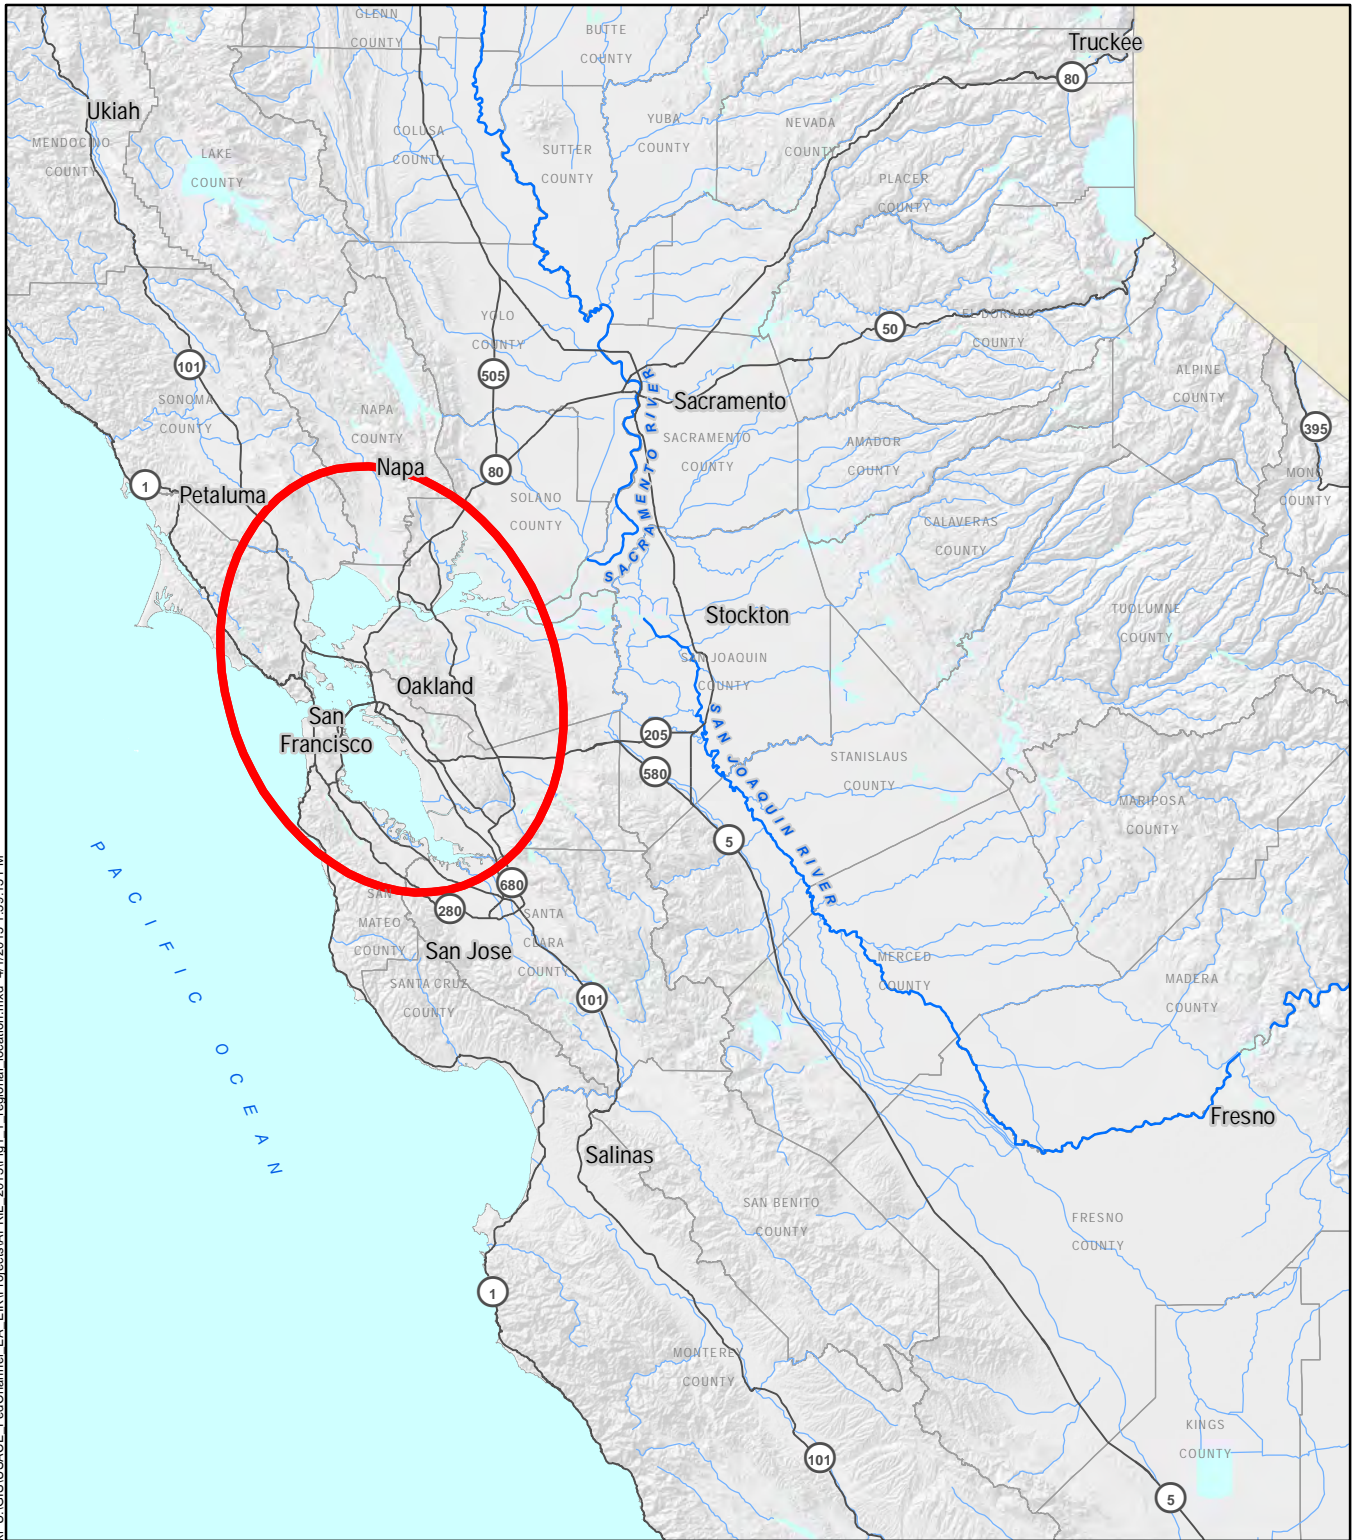 GLENN
COUNTY
BUTTE
COUNTY
Truckee
80
Ukiah
MENDOCINO
COUNTY
LAKE
COUNTY
COLUSA
COUNTY
SUTTER
COUNTY
YUBA
COUNTY
NEVADA
COUNTY
PLACER
COUNTY
YOLO
COUNTY
50
EL DORADO
COUNTY
101
505
SONOMA
COUNTY
NAPA
COUNTY
Sacramento
SACRAMENTO RIVER
SACRAMENTO
COUNTY
AMADOR
COUNTY
ALPINE
COUNTY
395
MONO
COUNTY
1
Petaluma
Napa
80
SOLANO
COUNTY
CALAVERAS
COUNTY
Stockton
TUOLUMNE
COUNTY
SAN JOAQUIN
COUNTY
Oakland
San
Francisco
205
580
SAN JOAQUIN RIVER
STANISLAUS
COUNTY
MARIPOSA
COUNTY
5
PACIFIC OCEAN
680
280
SAN
MATEO
COUNTY
SANTA
CLARA
COUNTY
San Jose
SANTA CRUZ
COUNTY
101
MERCED
COUNTY
MADERA
COUNTY
Fresno
Salinas
SAN BENITO
COUNTY
FRESNO
COUNTY
1
MONTEREY
COUNTY
KINGS
COUNTY
101
5